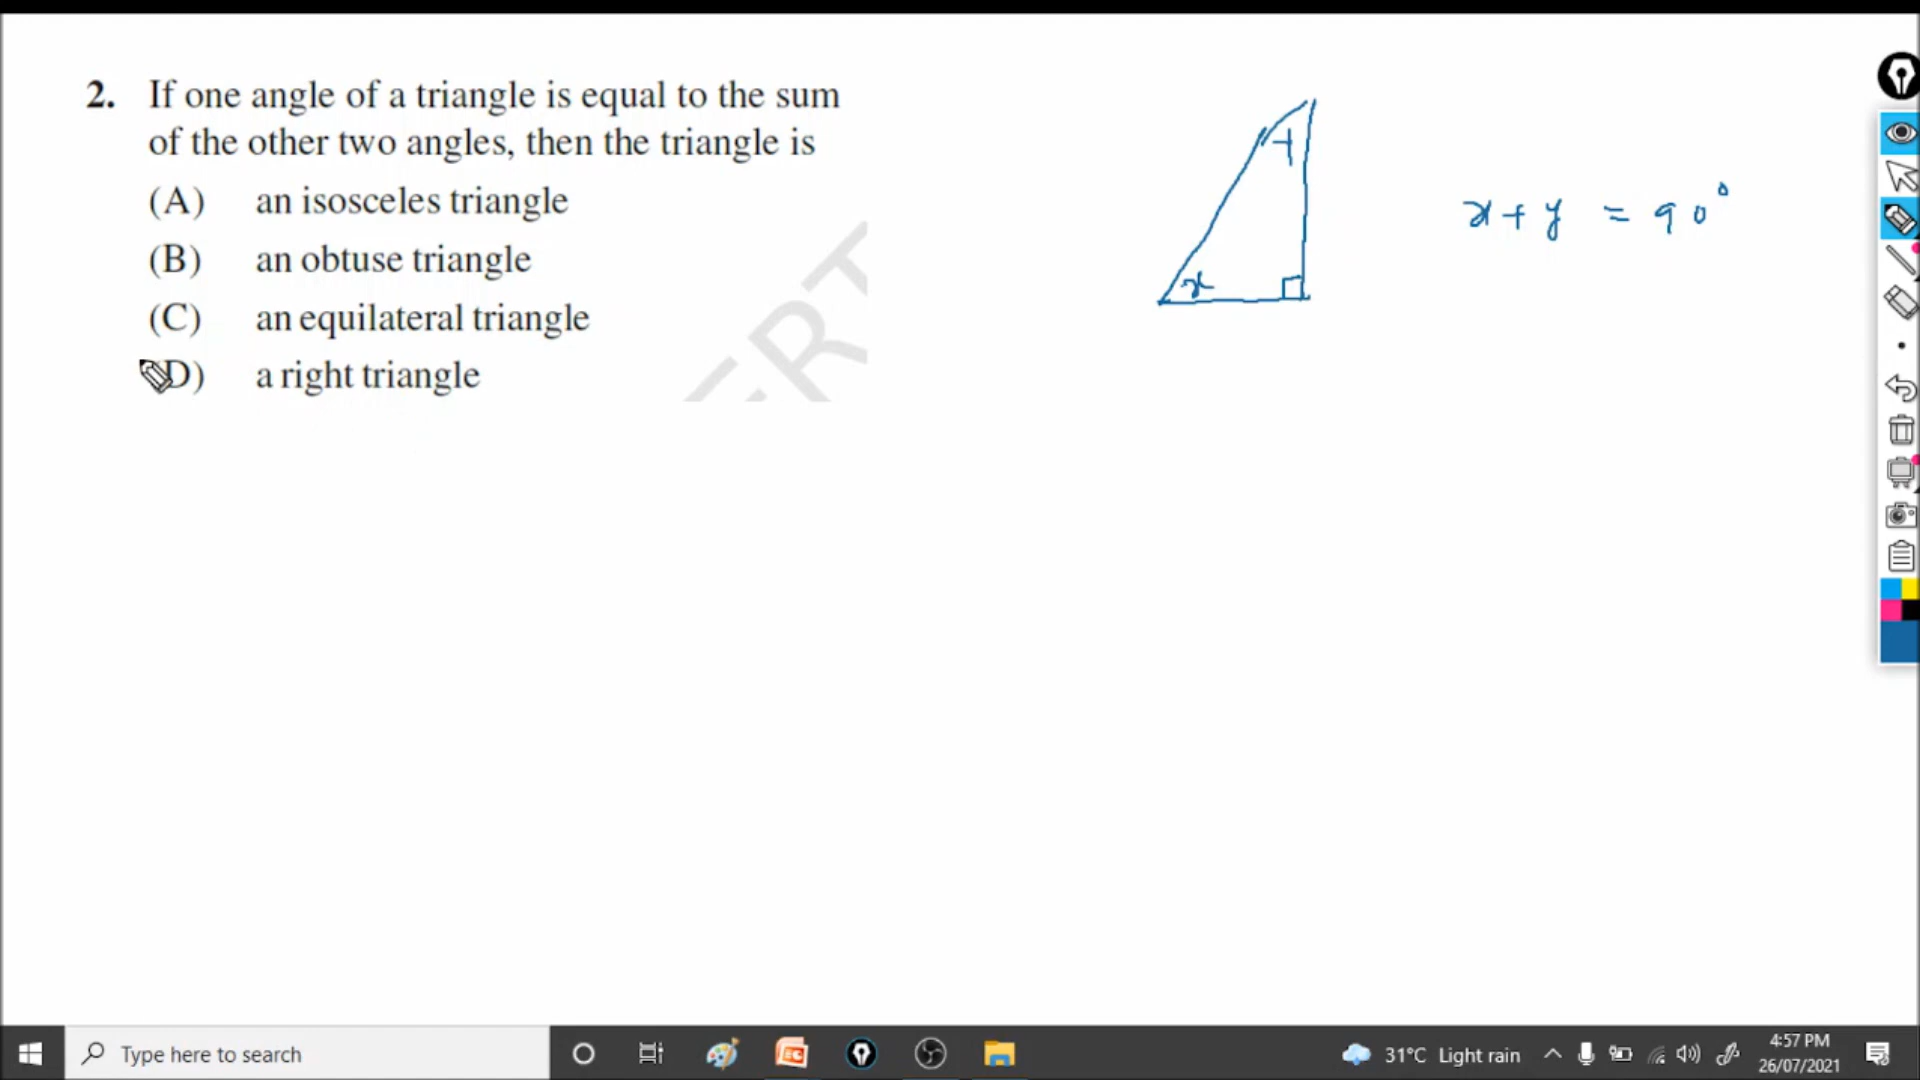 2. If one angle of a triangle is equal to the sum
of the other two angles, then the triangle is
(A) an isosceles triangle
(B) an obtuse triangle
(C) an equilateral triangle
D) a right triangle
ERT
x
x + y = 90°
Type here to search
31°C Light rain
4:57 PM
26/07/2021